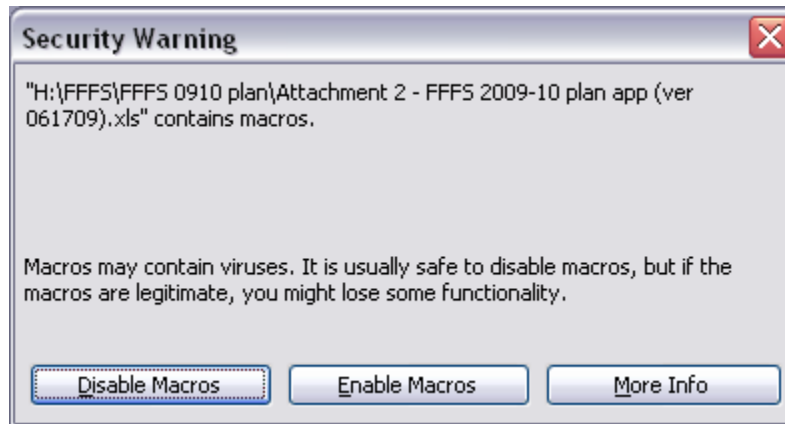 Security Warning
"H:\FFFS\FFFS 0910 plan\Attachment 2 - FFFS 2009-10 plan app (ver
061709).xls" contains macros.
Macros may contain viruses. It is usually safe to disable macros, but if the
macros are legitimate, you might lose some functionality.
Disable Macros
Enable Macros
More Info